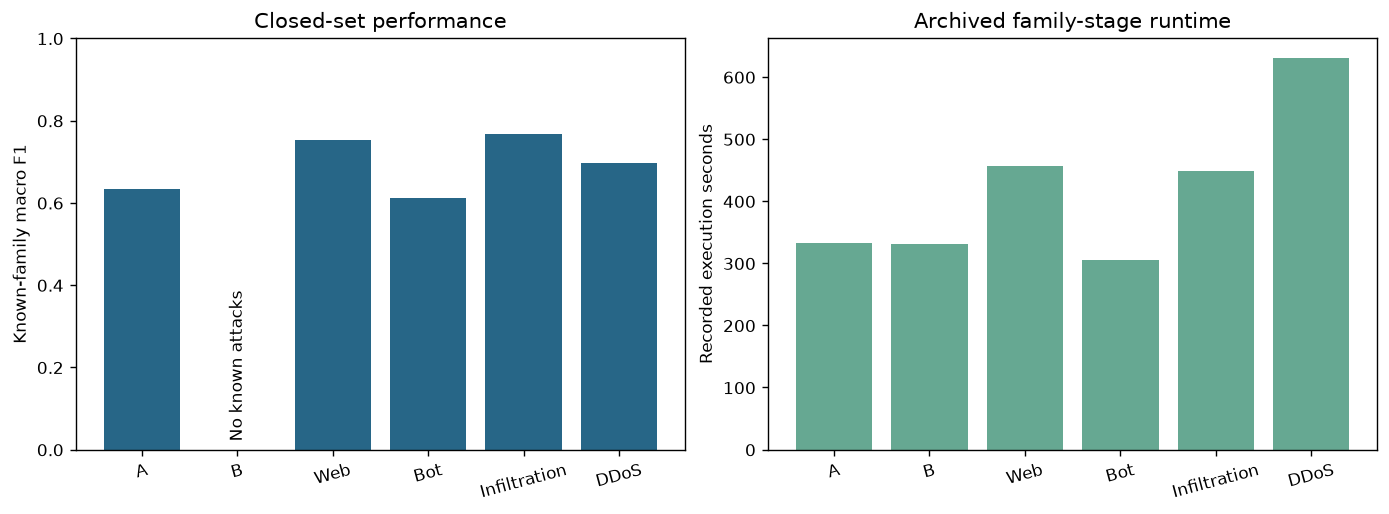 Closed-set performance
Known-family macro F1
1.0
0.8
0.6
0.4
0.2
0.0
No known attacks
A
B
Web
Bot
Infiltration
DDoS
Archived family-stage runtime
Recorded execution seconds
600
500
400
300
200
100
0
A
B
Web
Bot
Infiltration
DDoS